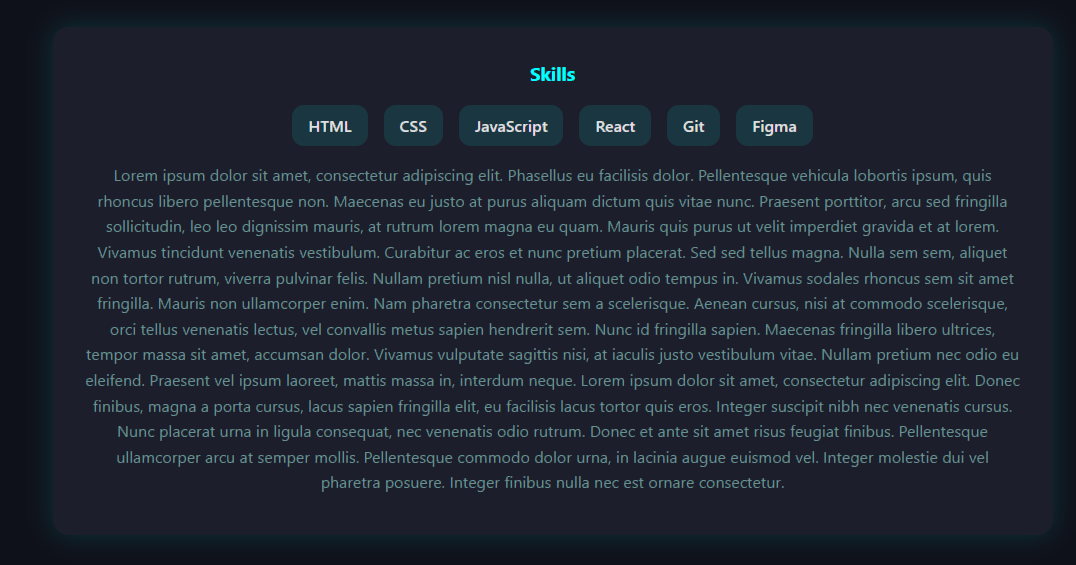 Skills
HTML CSS JavaScript React Git Figma
Lorem ipsum dolor sit amet, consectetur adipiscing elit. Phasellus eu facilisis dolor. Pellentesque vehicula lobortis ipsum, quis
rhoncus libero pellentesque non. Maecenas eu justo at purus aliquam dictum quis vitae nunc. Praesent porttitor, arcu sed fringilla
sollicitudin, leo leo dignissim mauris, at rutrum lorem magna eu quam. Mauris quis purus ut velit imperdiet gravida et at lorem.
Vivamus tincidunt venenatis vestibulum. Curabitur ac eros et nunc pretium placerat. Sed sed tellus magna. Nulla sem sem, aliquet
non tortor rutrum, viverra pulvinar felis. Nullam pretium nisl nulla, ut aliquet odio tempus in. Vivamus sodales rhoncus sem sit amet
fringilla. Mauris non ullamcorper enim. Nam pharetra consectetur sem a scelerisque. Aenean cursus, nisi at commodo scelerisque,
orci tellus venenatis lectus, vel convallis metus sapien hendrerit sem. Nunc id fringilla sapien. Maecenas fringilla libero ultrices,
tempor massa sit amet, accumsan dolor. Vivamus vulputate sagittis nisi, at iaculis justo vestibulum vitae. Nullam pretium nec odio eu
eleifend. Praesent vel ipsum laoreet, mattis massa in, interdum neque. Lorem ipsum dolor sit amet, consectetur adipiscing elit. Donec
finibus, magna a porta cursus, lacus sapien fringilla elit, eu facilisis lacus tortor quis eros. Integer suscipit nibh nec venenatis cursus.
Nunc placerat urna in ligula consequat, nec venenatis odio rutrum. Donec et ante sit amet risus feugiat finibus. Pellentesque
ullamcorper arcu at semper mollis. Pellentesque commodo dolor urna, in lacinia augue euismod vel. Integer molestie dui vel
pharetra posuere. Integer finibus nulla nec est ornare consectetur.